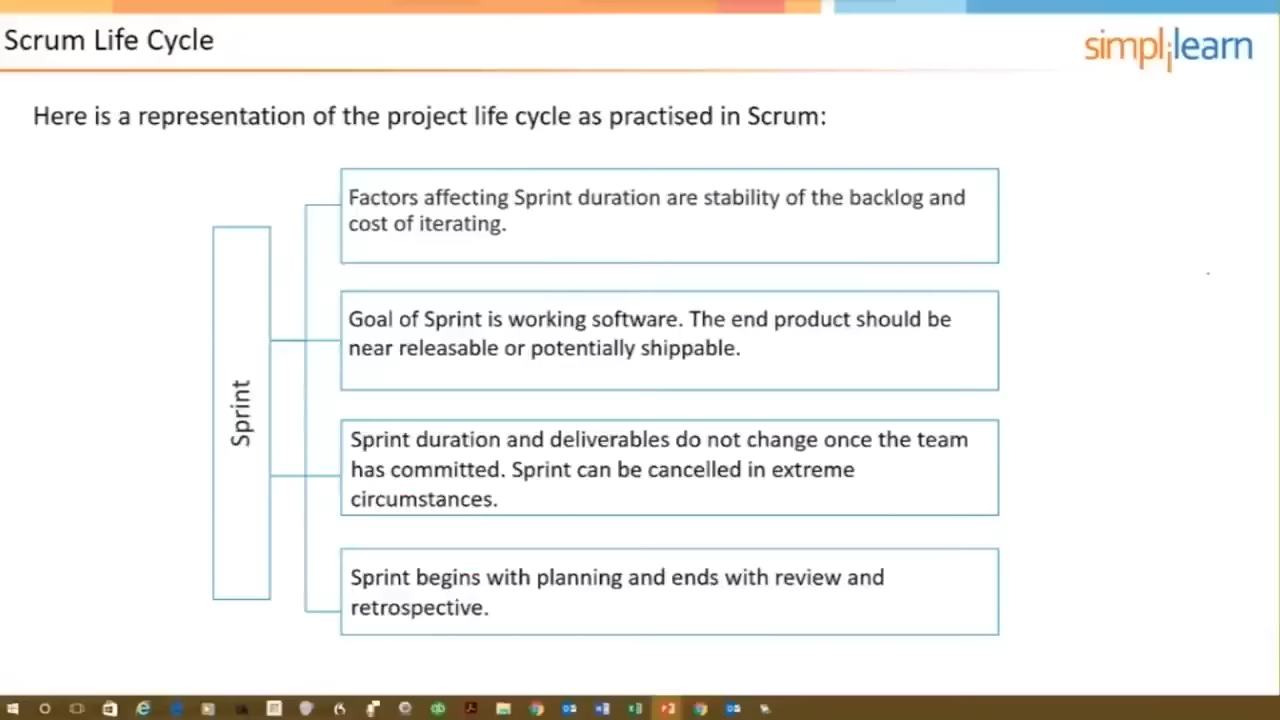 Scrum Life Cycle
simplilearn
Here is a representation of the project life cycle as practised in Scrum:
Factors affecting Sprint duration are stability of the backlog and
cost of iterating.
Goal of Sprint is working software. The end product should be
near releasable or potentially shippable.
Sprint
Sprint duration and deliverables do not change once the team
has committed. Sprint can be cancelled in extreme
circumstances.
Sprint begins with planning and ends with review and
retrospective.